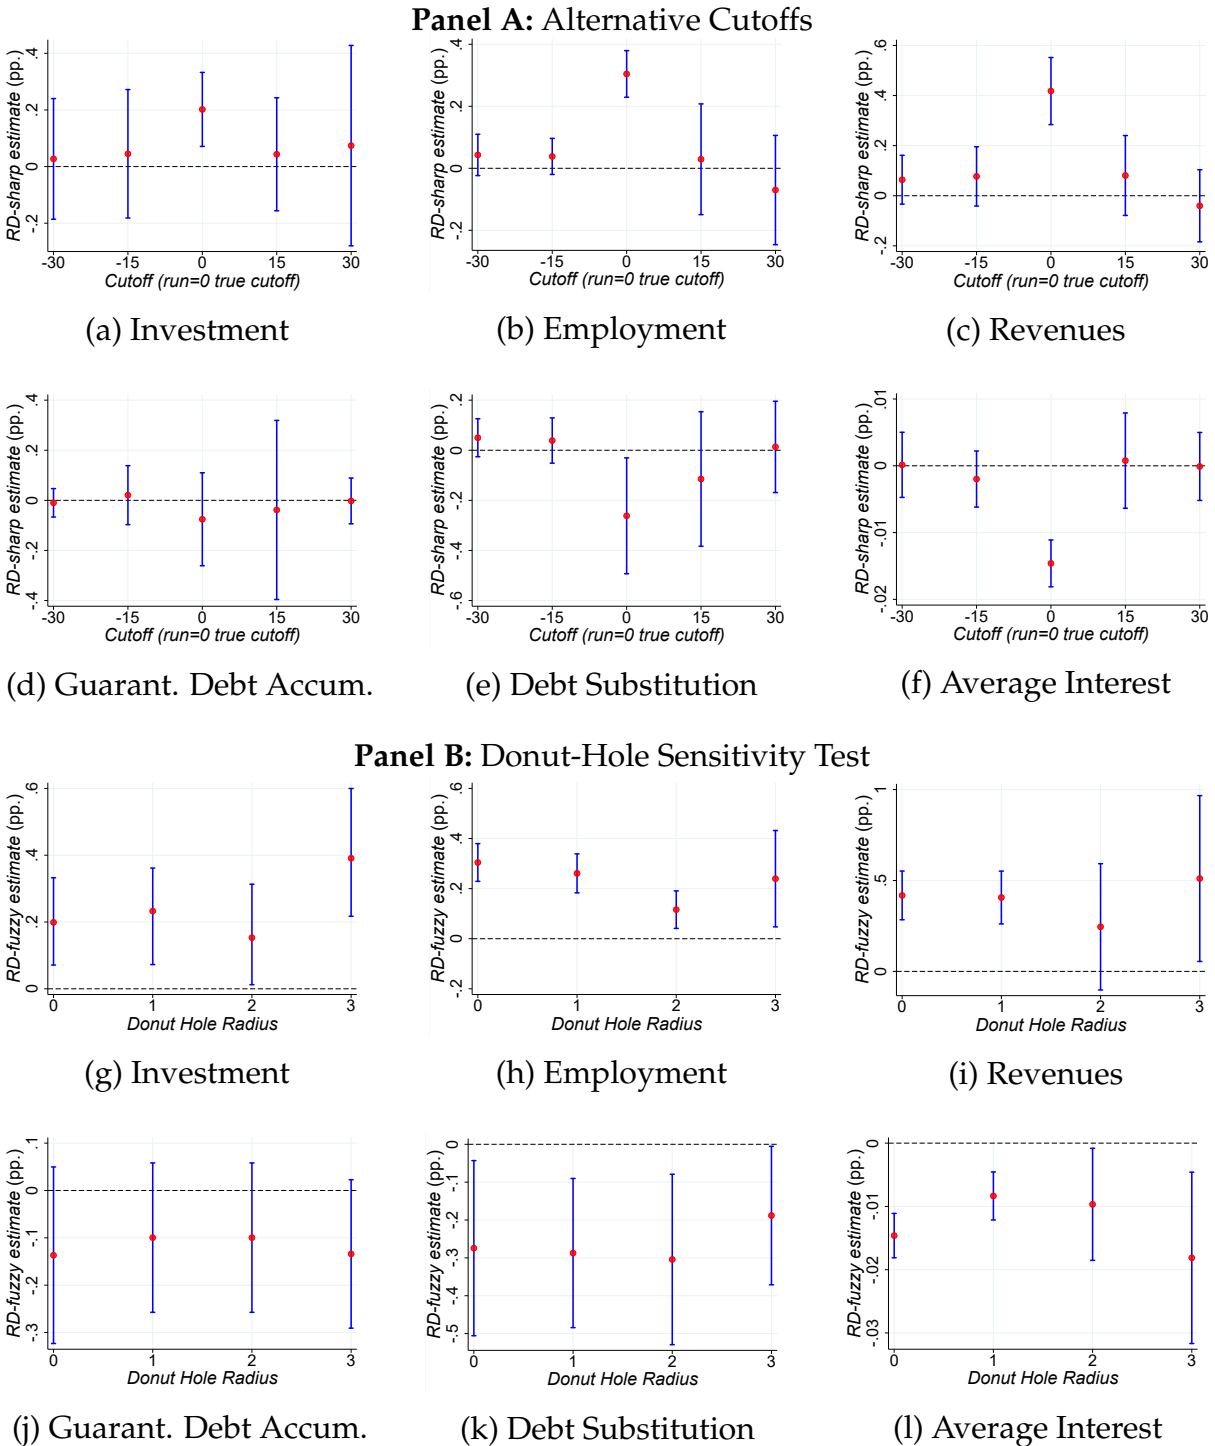 Panel A: Alternative Cutoffs
RD-sharp estimate (pp.)
.4
.2
0
-.2
-30 -15 0 15 30
Cutoff (run=0 true cutoff)
(a) Investment
RD-sharp estimate (pp.)
.4
.2
0
-.2
-30 -15 0 15 30
Cutoff (run=0 true cutoff)
(b) Employment
RD-sharp estimate (pp.)
.6
.4
.2
0
-.2
-30 -15 0 15 30
Cutoff (run=0 true cutoff)
(c) Revenues
RD-sharp estimate (pp.)
.4
.2
0
-.2
-.4
-30 -15 0 15 30
Cutoff (run=0 true cutoff)
(d) Guarant. Debt Accum.
RD-sharp estimate (pp.)
.2
0
-.2
-.4
-.6
-30 -15 0 15 30
Cutoff (run=0 true cutoff)
(e) Debt Substitution
RD-sharp estimate (pp.)
.01
0
-.01
-.02
-30 -15 0 15 30
Cutoff (run=0 true cutoff)
(f) Average Interest
Panel B: Donut-Hole Sensitivity Test
RD-fuzzy estimate (pp.)
.6
.4
.2
0
0 1 2 3
Donut Hole Radius
(g) Investment
RD-fuzzy estimate (pp.)
.6
.4
.2
0
-.2
0 1 2 3
Donut Hole Radius
(h) Employment
RD-fuzzy estimate (pp.)
1
.5
0
0 1 2 3
Donut Hole Radius
(i) Revenues
RD-fuzzy estimate (pp.)
.1
0
-.1
-.2
-.3
0 1 2 3
Donut Hole Radius
(j) Guarant. Debt Accum.
RD-fuzzy estimate (pp.)
0
-.1
-.2
-.3
-.4
-.5
0 1 2 3
Donut Hole Radius
(k) Debt Substitution
RD-fuzzy estimate (pp.)
0
-.01
-.02
-.03
0 1 2 3
Donut Hole Radius
(l) Average Interest